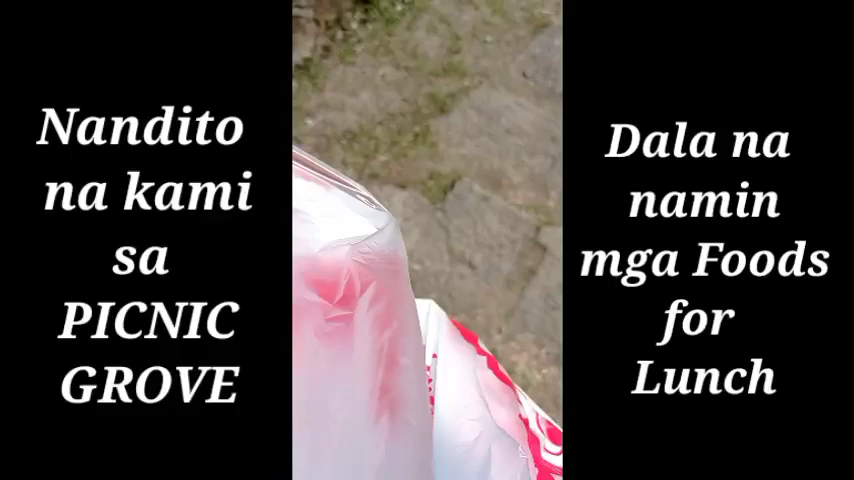 Nandito
na kami
sa
PICNIC
GROVE
Dala na
namin
mga Foods
for
Lunch